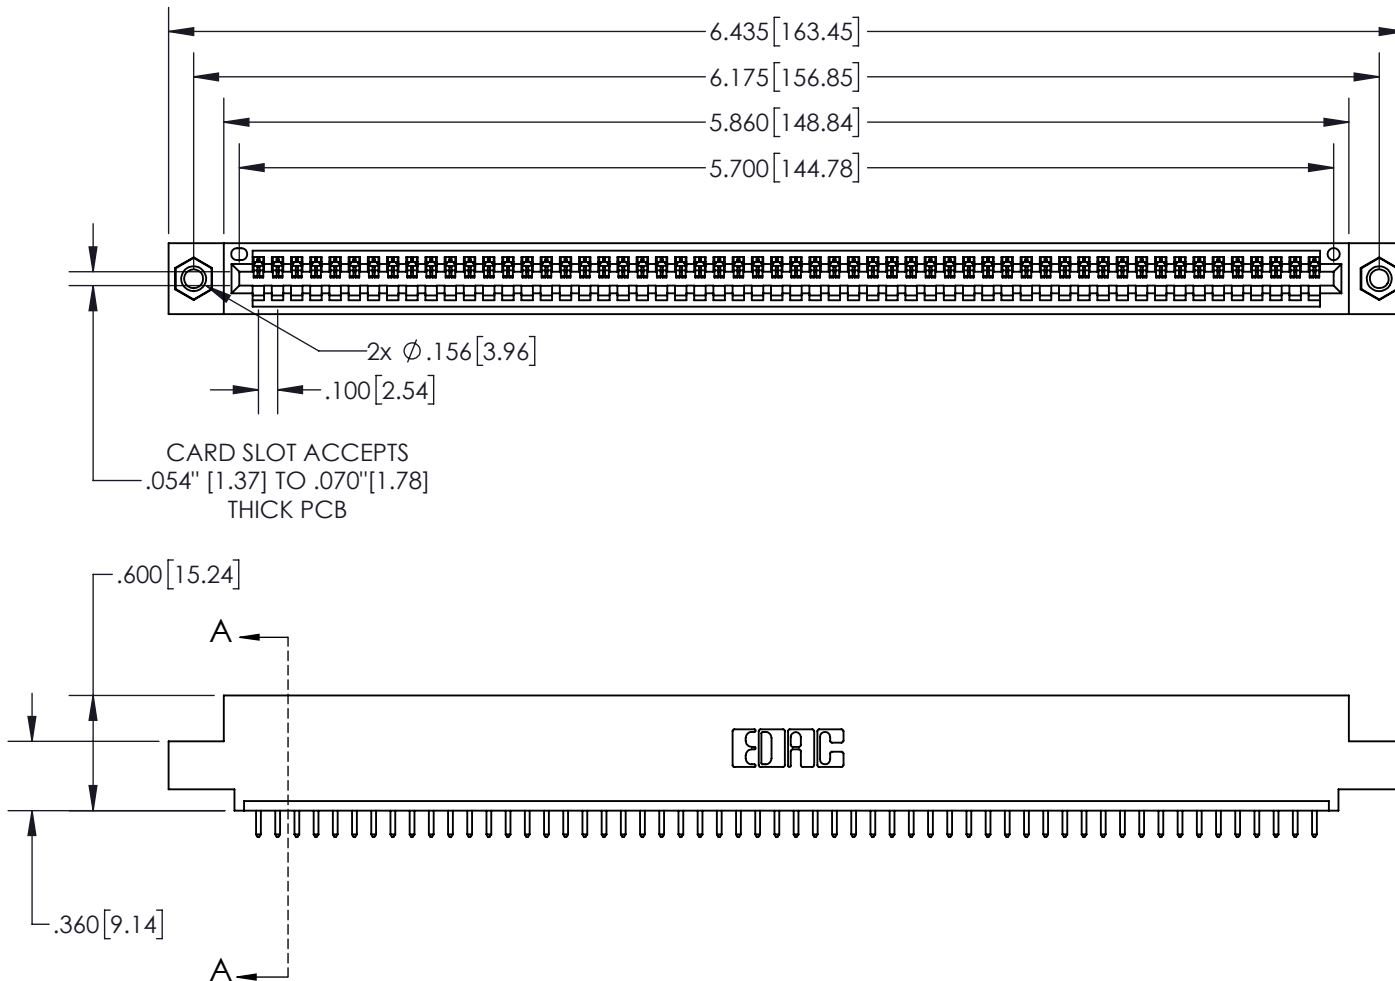 6.435[163.45]
6.175[156.85]
5.860[148.84]
5.700[144.78]
2x ∅.156[3.96]
.100[2.54]
CARD SLOT ACCEPTS
.054" [1.37] TO .070"[1.78]
THICK PCB
.600[15.24]
A
EDAC
.360[9.14]
A